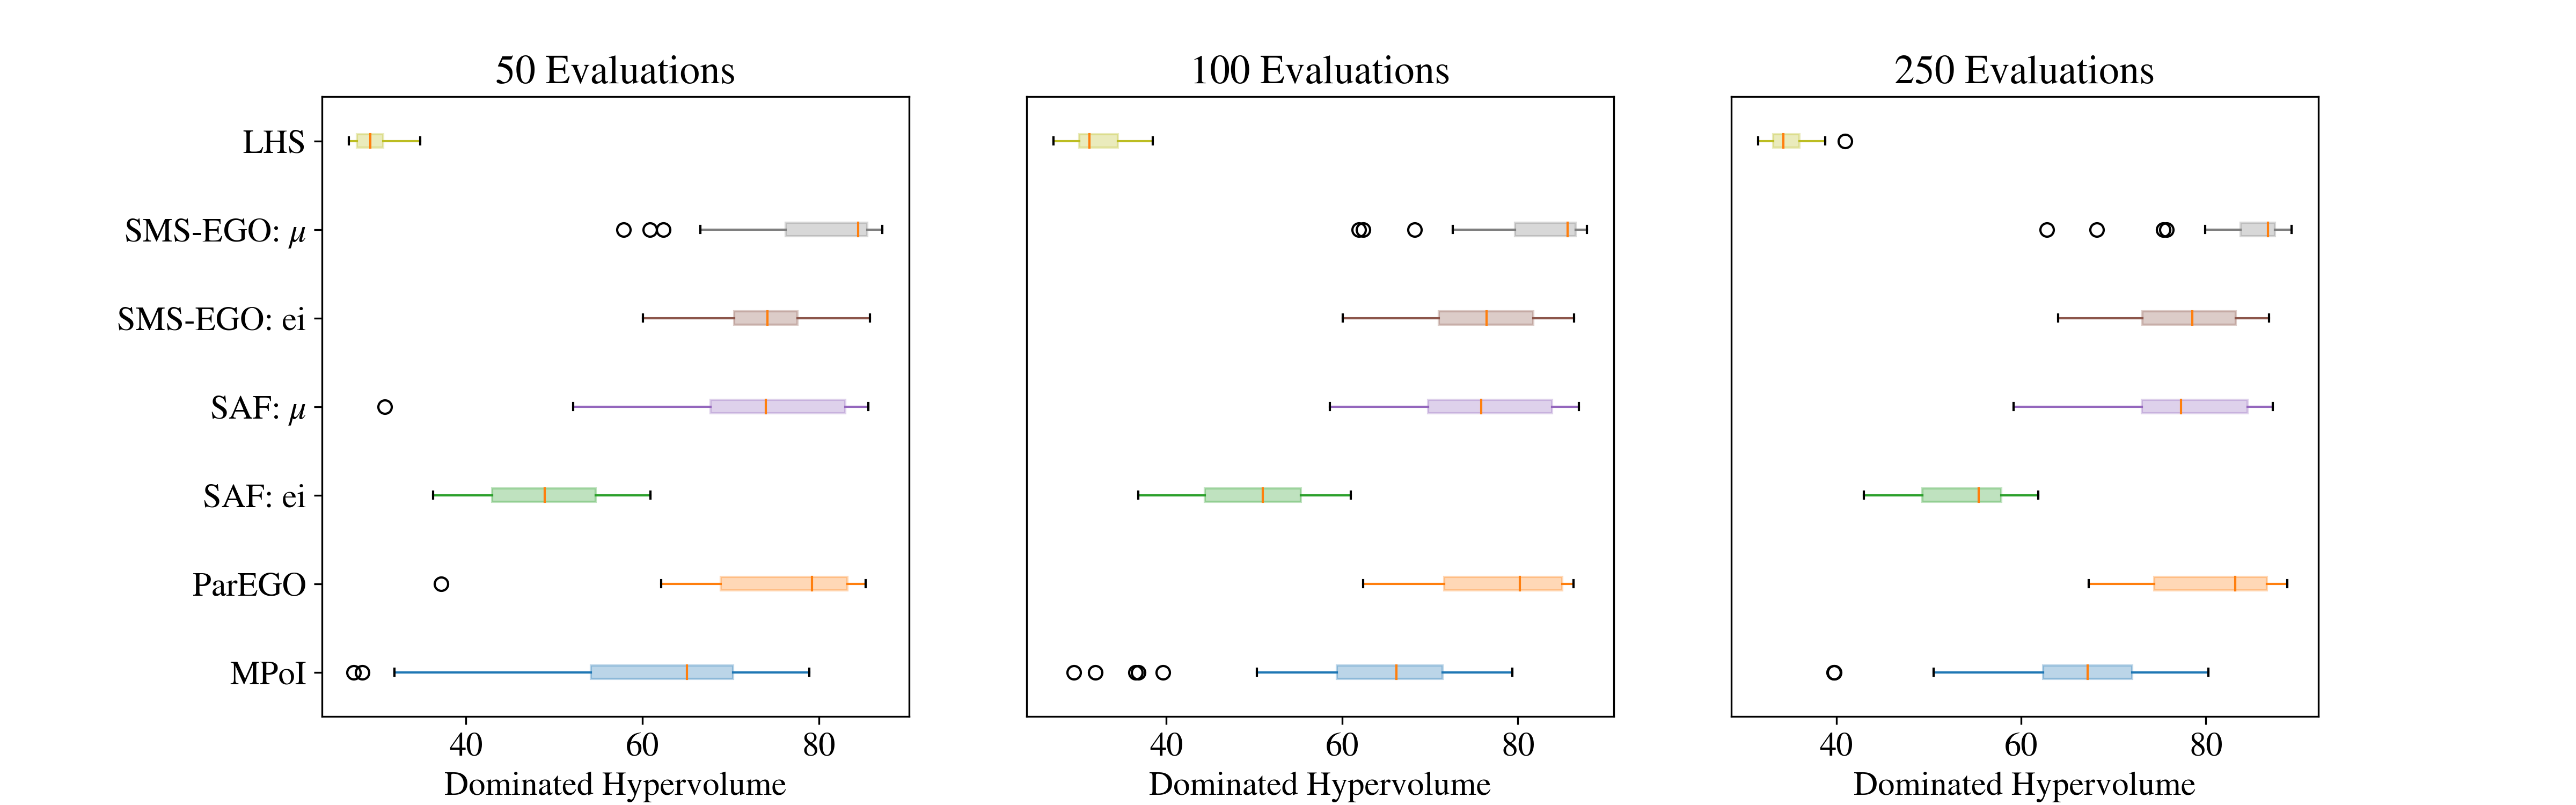 50 Evaluations
100 Evaluations
250 Evaluations
LHS
SMS-EGO: μ
SMS-EGO: ei
SAF: μ
SAF: ei
ParEGO
MPoI
40 60 80
40 60 80
40 60 80
Dominated Hypervolume
Dominated Hypervolume
Dominated Hypervolume